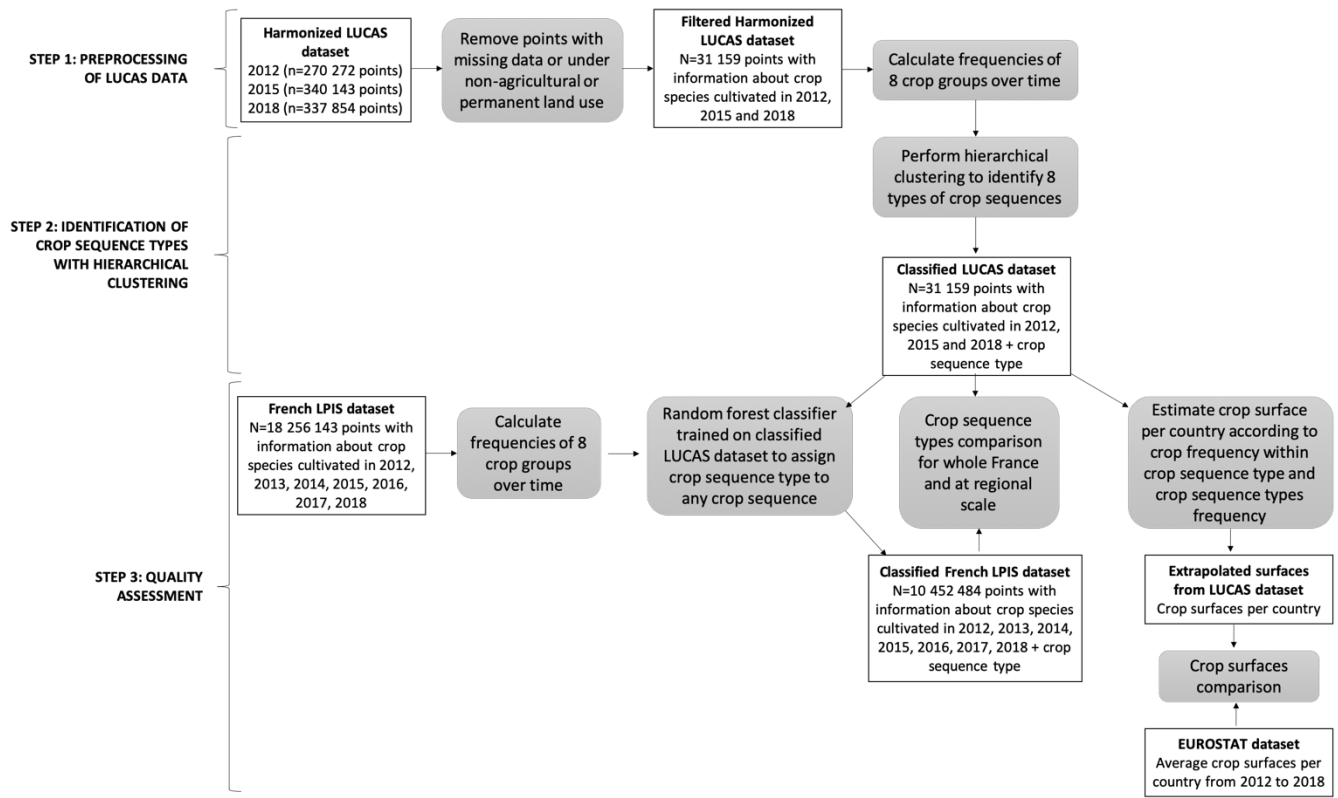 STEP 1: PREPROCESSING
OF LUCAS DATA
Harmonized LUCAS
dataset
2012 (n=270 272 points)
2015 (n=340 143 points)
2018 (n=337 854 points)
Remove points with
missing data or under
non-agricultural or
permanent land use
Filtered Harmonized
LUCAS dataset
N=31 159 points with
information about crop
species cultivated in 2012,
2015 and 2018
Calculate frequencies of
8 crop groups over time
STEP 2: IDENTIFICATION OF
CROP SEQUENCE TYPES
WITH HIERARCHICAL
CLUSTERING
Perform hierarchical
clustering to identify 8
types of crop sequences
Classified LUCAS dataset
N=31 159 points with
information about crop
species cultivated in 2012,
2015 and 2018 + crop
sequence type
STEP 3: QUALITY
ASSESSMENT
French LPIS dataset
N=18 256 143 points with
information about crop
species cultivated in 2012,
2013, 2014, 2015, 2016,
2017, 2018
Calculate
frequencies of 8
crop groups
over time
Random forest classifier
trained on classified
LUCAS dataset to assign
crop sequence type to
any crop sequence
Crop sequence
types comparison
for whole France
and at regional
scale
Estimate crop surface
per country according to
crop frequency within
crop sequence type and
crop sequence types
frequency
Classified French LPIS dataset
N=10 452 484 points with
information about crop species
cultivated in 2012, 2013, 2014,
2015, 2016, 2017, 2018 + crop
sequence type
Extrapolated surfaces
from LUCAS dataset
Crop surfaces per country
Crop surfaces
comparison
EUROSTAT dataset
Average crop surfaces per
country from 2012 to 2018